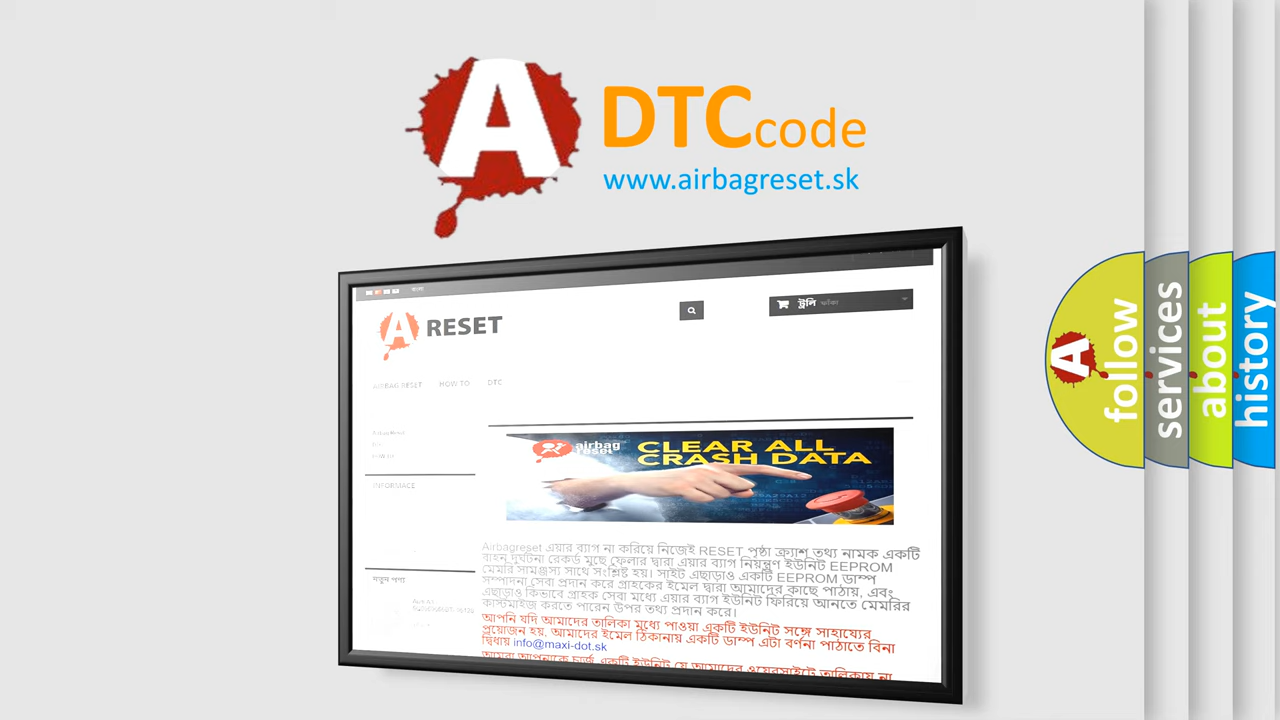 A
DTC code
www.airbagreset.sk
বাংলা
A RESET
ট্রলি ফাঁকা
AIRBAG RESET HOW TO DTC
INFORMACE
airbag reset
CLEAR ALL
CRASH DATA
Airbagreset এয়ার ব্যাগ না করিয়ে নিজেই RESET পৃষ্ঠা ক্র্যাশ তথ্য নামক একটি
বাহন দুর্ঘটনা রেকর্ড মুছে ফেলার দ্বারা এয়ার ব্যাগ নিয়ন্ত্রণ ইউনিট EEPROM
মেমরি সামঞ্জস্য সাথে সংশ্লিষ্ট হয়। সাইট এছাড়াও একটি EEPROM ডাম্প
সম্পাদনা সেবা প্রদান করে গ্রাহকের ইমেল দ্বারা আমাদের কাছে পাঠায়, এবং
এছাড়াও কিভাবে গ্রাহক সেবা মধ্যে এয়ার ব্যাগ ইউনিট ফিরিয়ে আনতে মেমরির
কাস্টমাইজ করতে পারেন উপর তথ্য প্রদান করে।
আপনি যদি আমাদের তালিকা মধ্যে পাওয়া একটি ইউনিট সঙ্গে সাহায্যের
প্রয়োজন হয়, আমাদের ইমেল ঠিকানায় একটি ডাম্প এটা বর্ণনা পাঠাতে বিনা
দ্বিধায় info@maxi-dot.sk
নতুন পণ্য
A follow
services
about
history